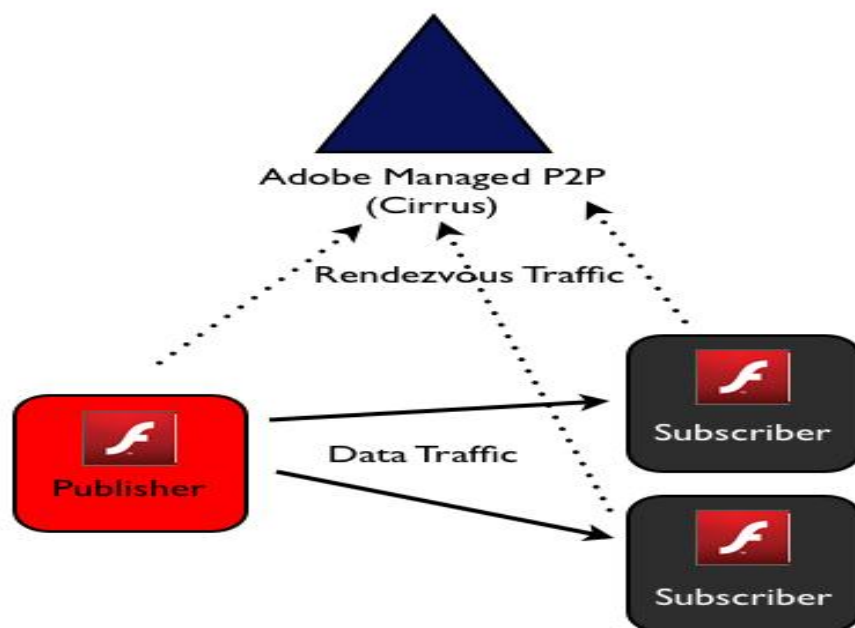 Adobe Managed P2P
(Cirrus)
Rendezvous Traffic
Subscriber
Data Traffic
Publisher
Subscriber